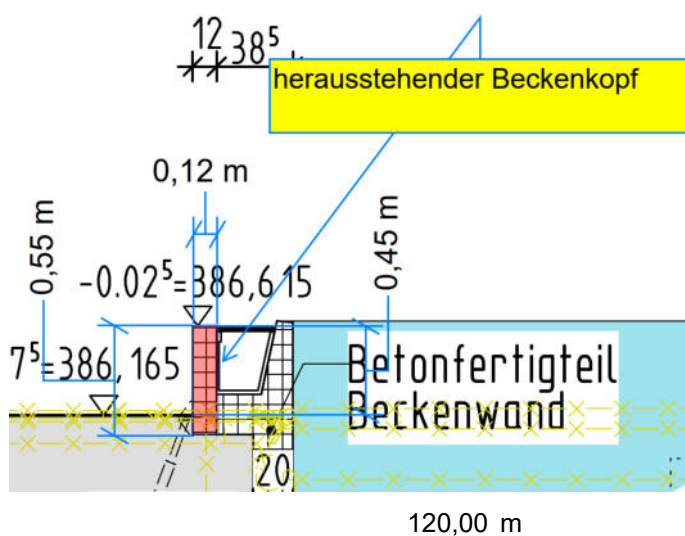 12 38⁵
herausstehender Beckenkopf
0,12 m
0,55 m
0,45 m
-0.02⁵=386,615
7⁵=386,165
Betonfertigteil
Beckenwand
20
120,00 m